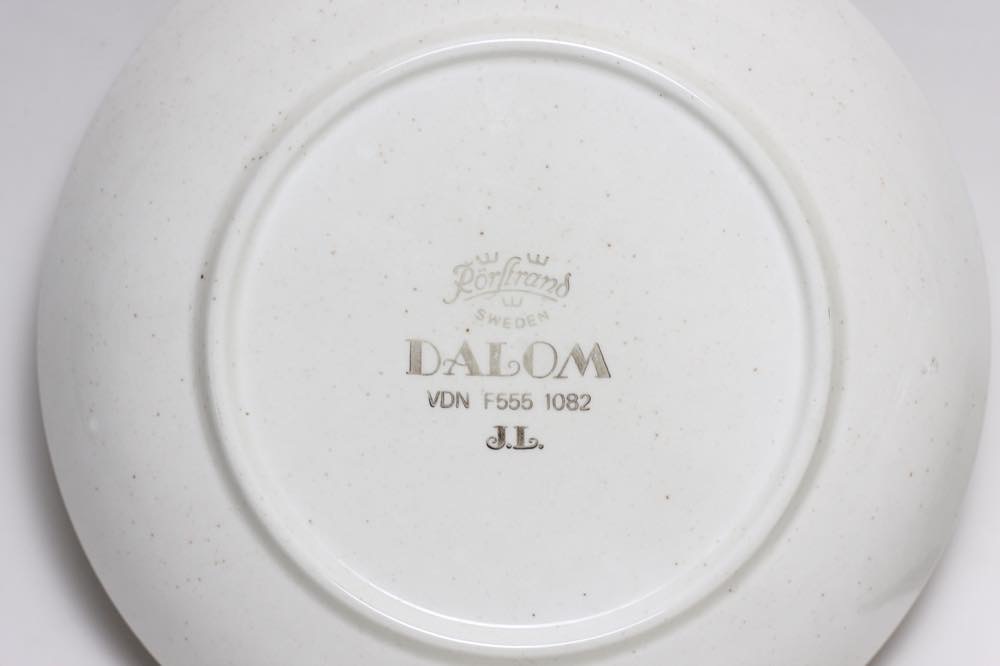 Rörstrand
SWEDEN
DALOM
VDN F555 1082
J.L.